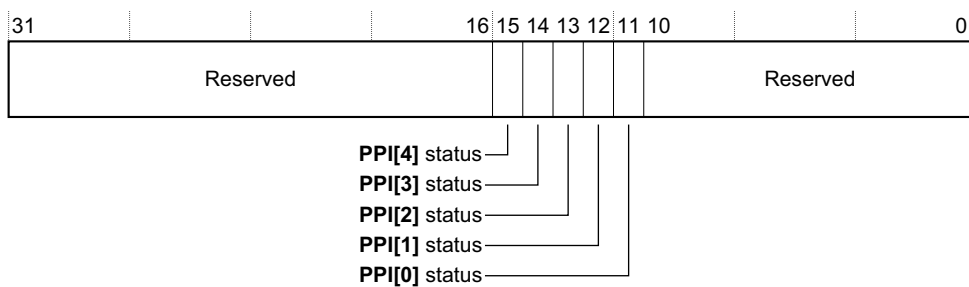 31 16 15 14 13 12 11 10 0
Reserved Reserved
PPI[4] status
PPI[3] status
PPI[2] status
PPI[1] status
PPI[0] status